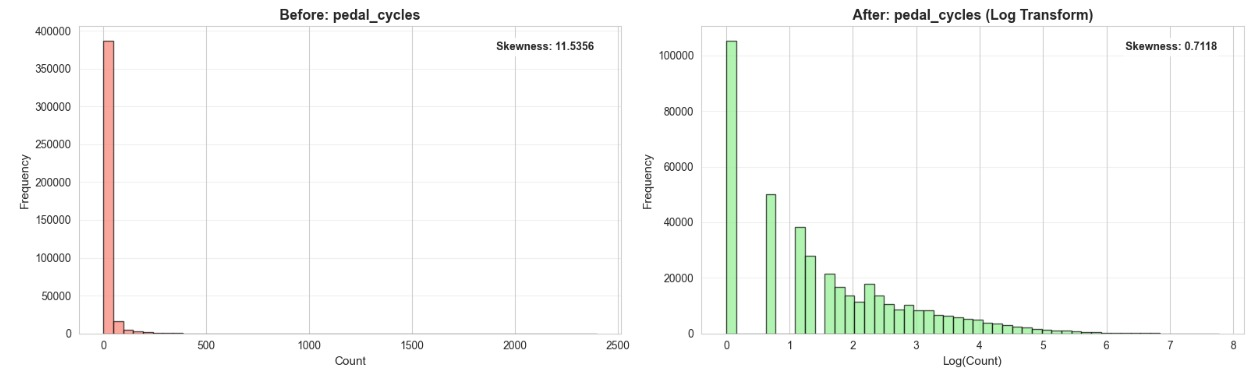 Before: pedal_cycles
Skewness: 11.5356
400000
350000
300000
250000
200000
150000
100000
50000
0
Frequency
0 500 1000 1500 2000 2500
Count
After: pedal_cycles (Log Transform)
Skewness: 0.7118
100000
80000
60000
40000
20000
0
Frequency
0 1 2 3 4 5 6 7 8
Log(Count)